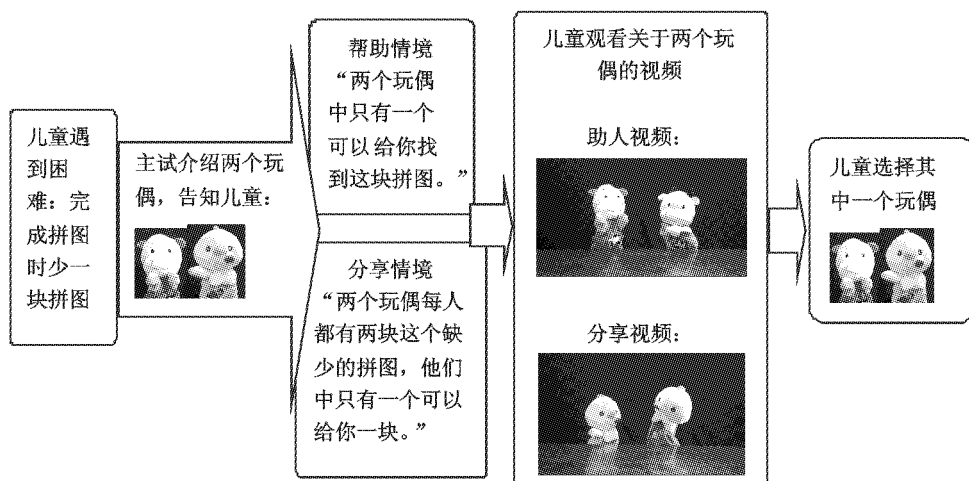 儿童遇
到困
难：完
成拼图
时少一
块拼图
主试介绍两个玩
偶，告知儿童：
帮助情境
“两个玩偶
中只有一个
可以给你找
到这块拼图。”
分享情境
“两个玩偶每人
都有两块这个缺
少的拼图，他们
中只有一个可以
给你一块。”
儿童观看关于两个玩
偶的视频
助人视频：
分享视频：
儿童选择其
中一个玩偶